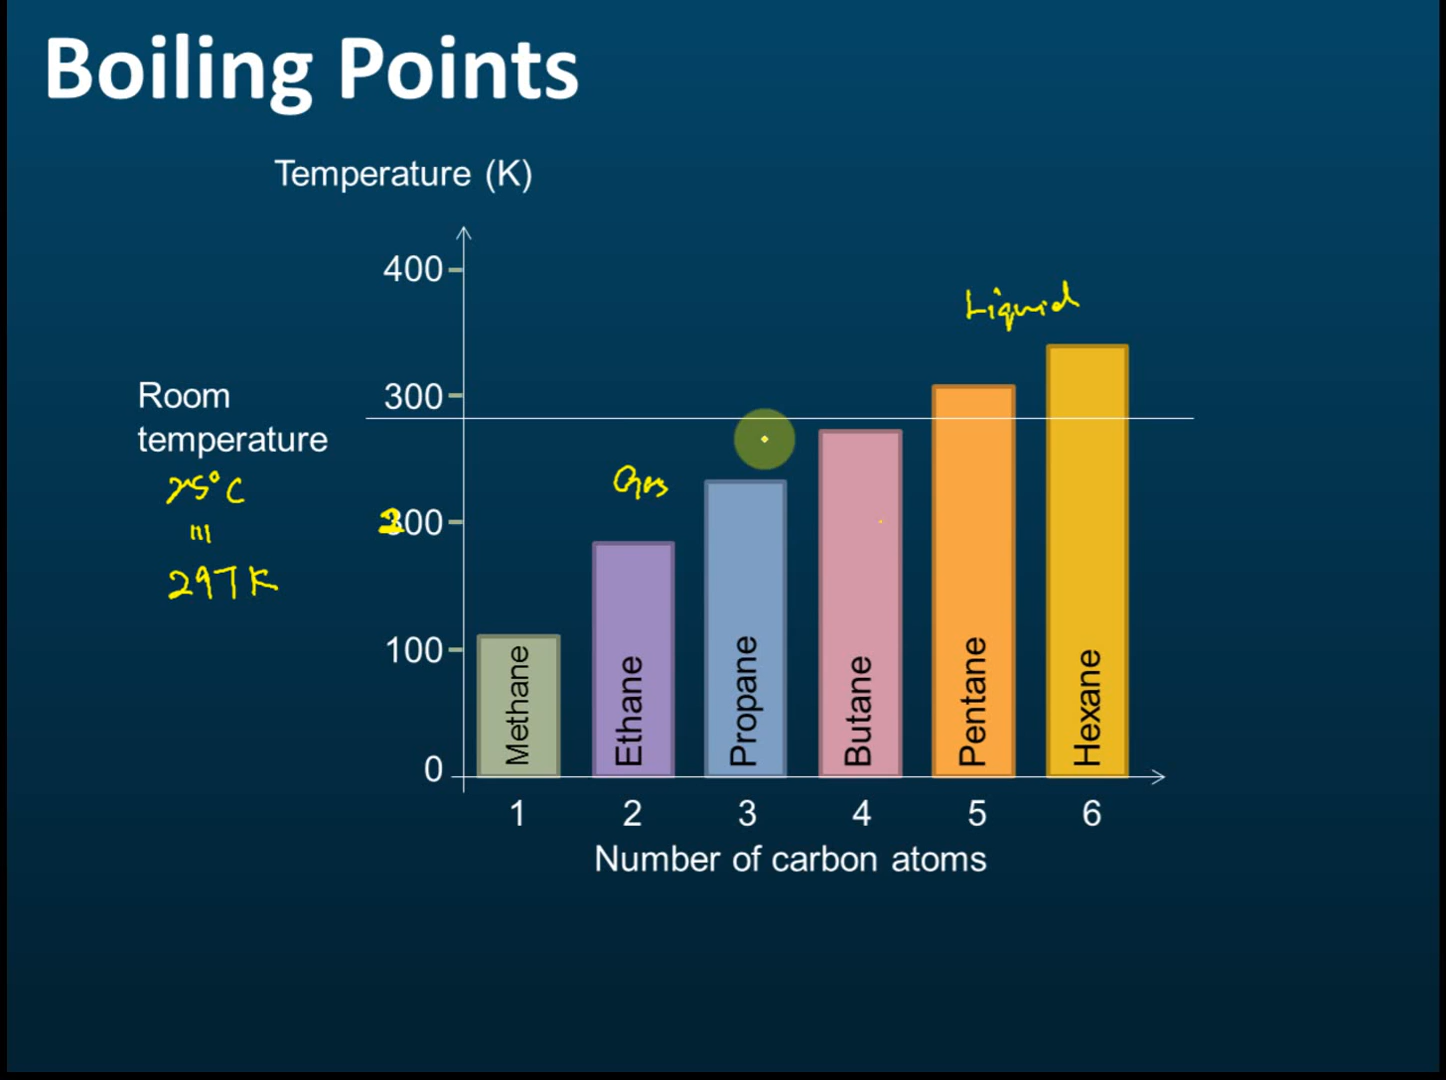 Boiling Points
Temperature (K)
400
Liquid
300
Room
temperature
25°C
Gas
200
297K
100
0
Methane
Ethane
Propane
Butane
Pentane
Hexane
1 2 3 4 5 6
Number of carbon atoms